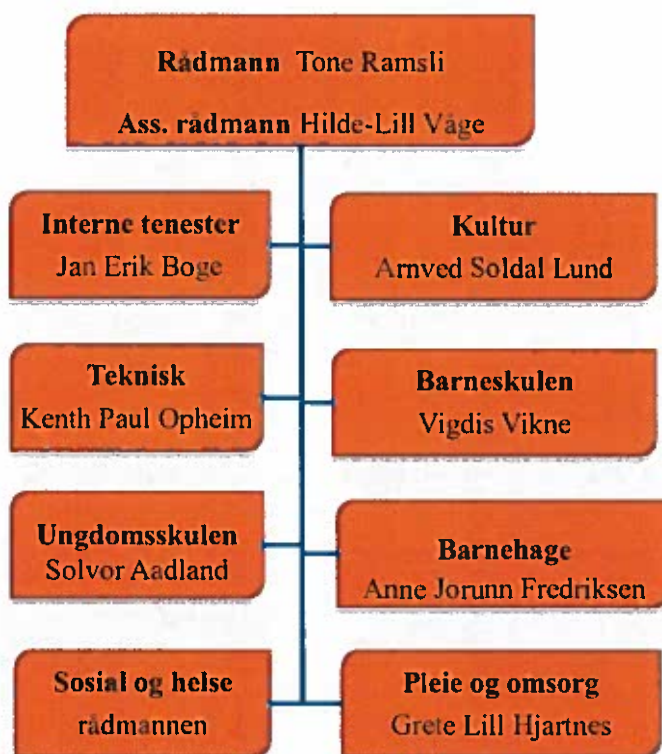 Rådmann Tone Ramsli
Ass. rådmann Hilde-Lill Våge
Interne tenester
Jan Erik Boge
Kultur
Arnved Soldal Lund
Teknisk
Kenth Paul Opheim
Barneskulen
Vigdis Vikne
Ungdomsskulen
Solvor Aadland
Barnehage
Anne Jorunn Fredriksen
Sosial og helse
rådmannen
Pleie og omsorg
Grete Lill Hjartnes